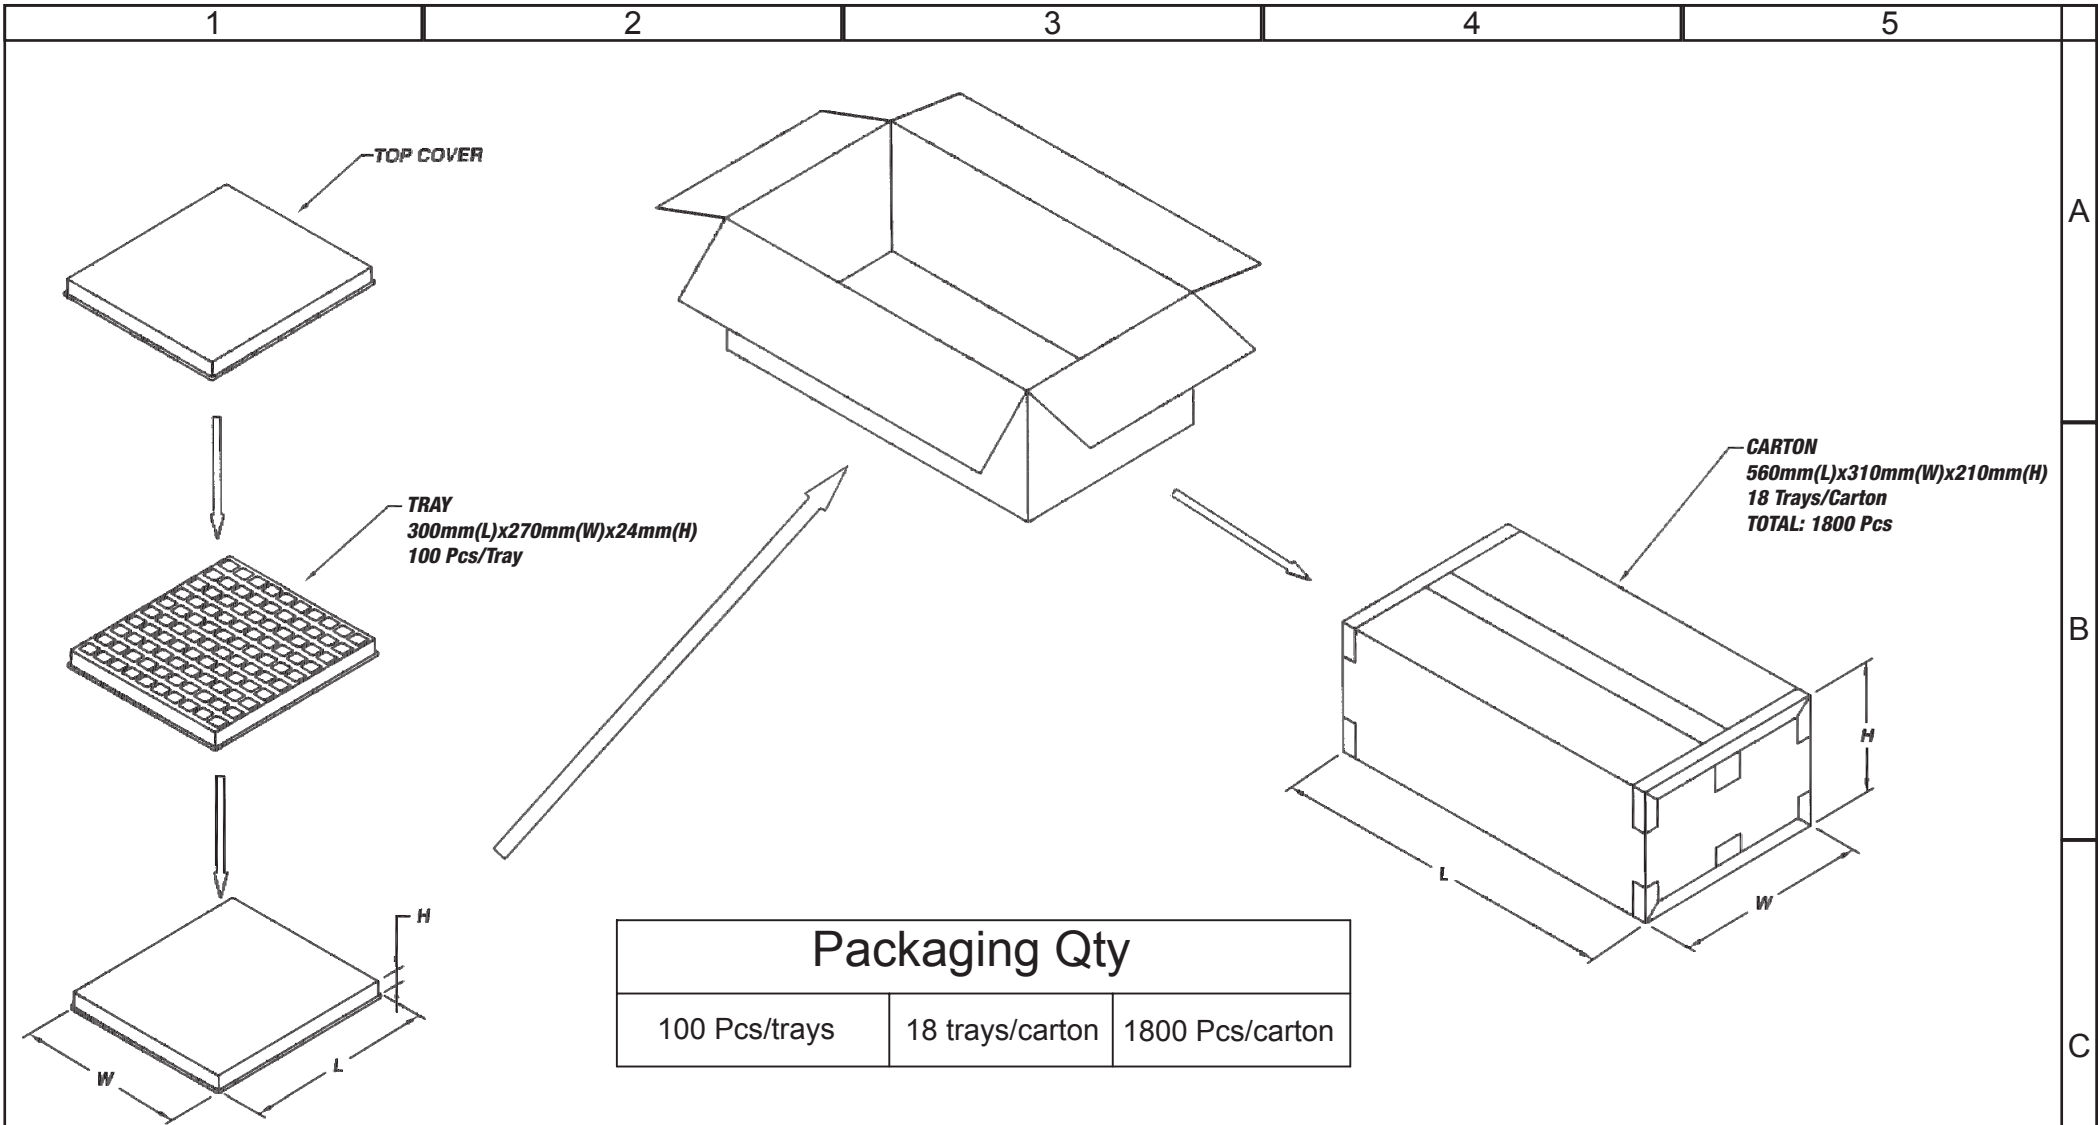 1 2 3 4 5
A
TOP COVER
CARTON
560mm(L)x310mm(W)x210mm(H)
18 Trays/Carton
TOTAL: 1800 Pcs
TRAY
300mm(L)x270mm(W)x24mm(H)
100 Pcs/Tray
B
H
L
W
H
W
L
Packaging Qty
100 Pcs/trays 18 trays/carton 1800 Pcs/carton
C